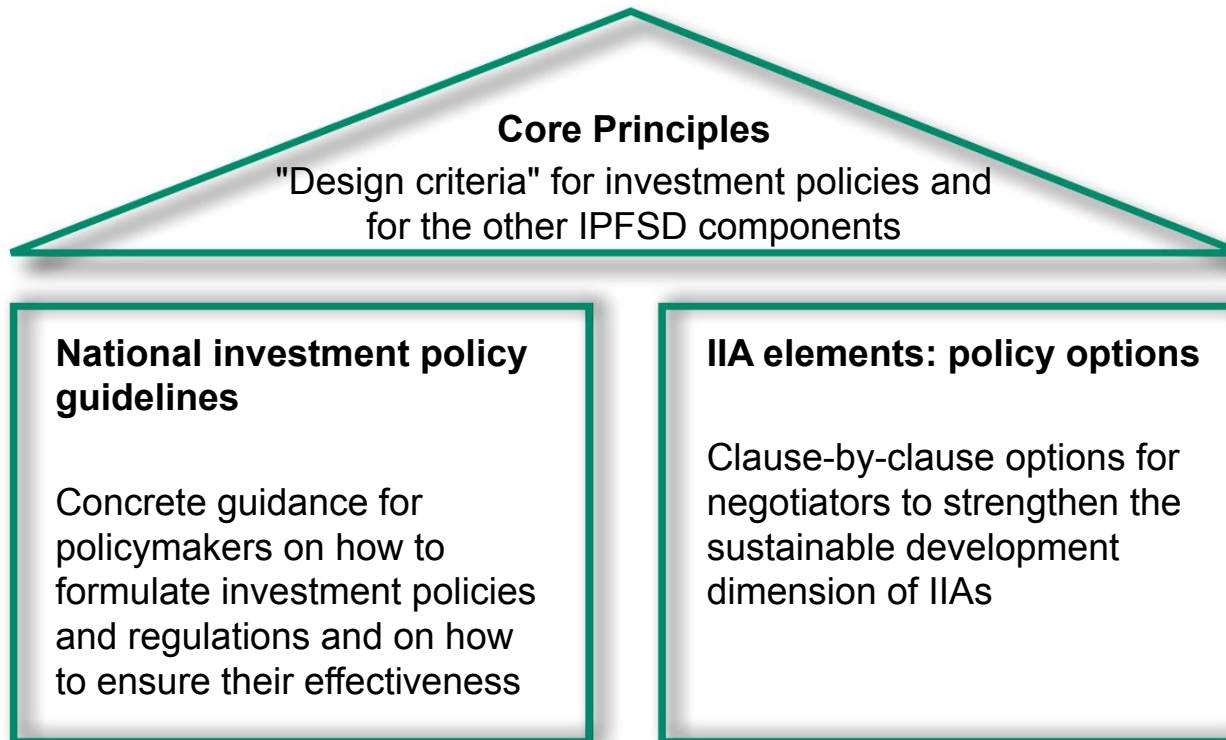 Core Principles
"Design criteria" for investment policies and
for the other IPFSD components
National investment policy
guidelines
Concrete guidance for
policymakers on how to
formulate investment policies
and regulations and on how
to ensure their effectiveness
IIA elements: policy options
Clause-by-clause options for
negotiators to strengthen the
sustainable development
dimension of IIAs